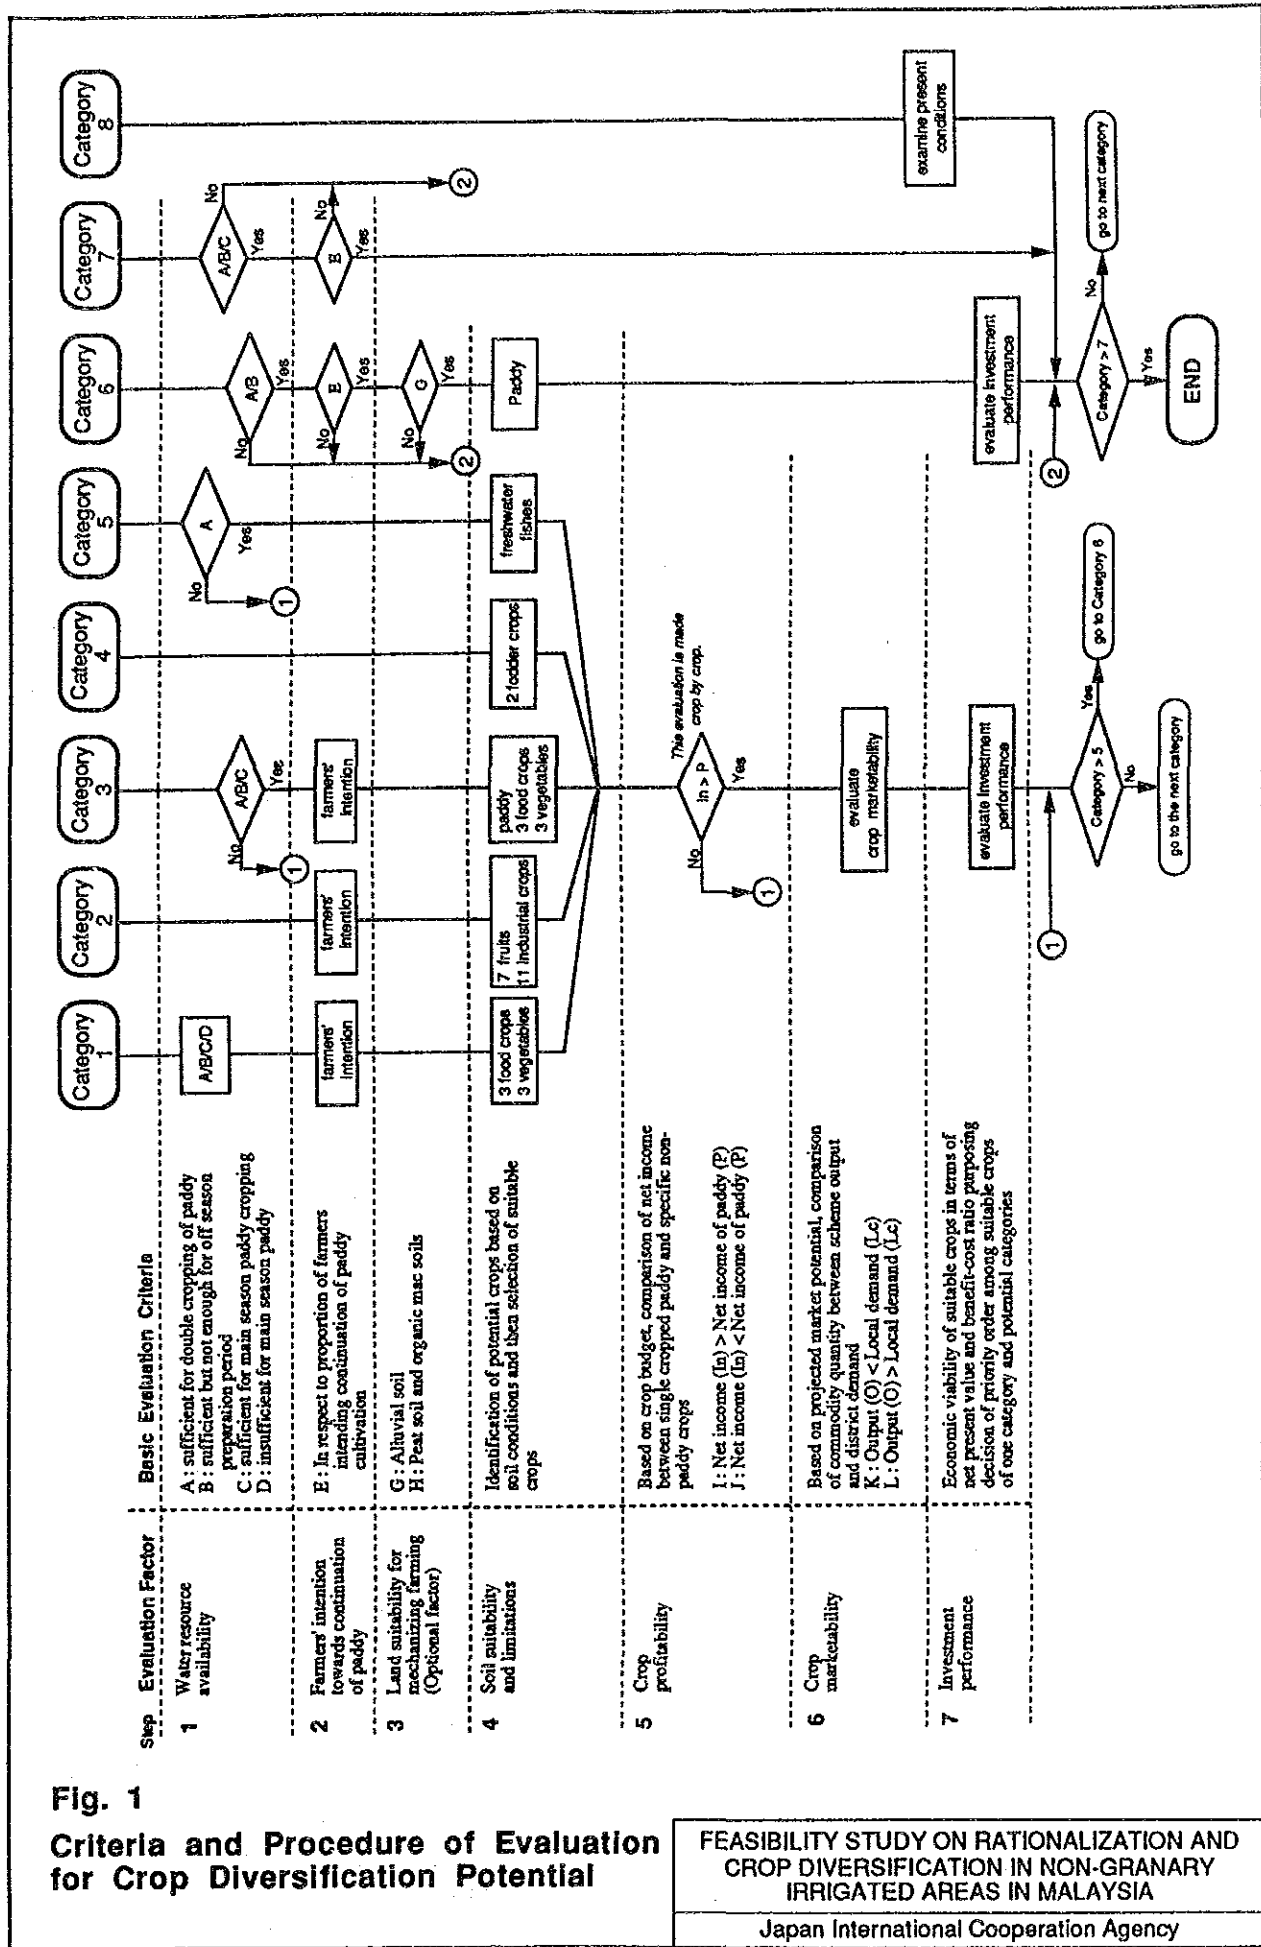 Category
1
Category
2
Category
3
Category
4
Category
5
Category
6
Category
7
Category
8
Step
Evaluation Factor
Basic Evaluation Criteria
1
Water resource
availability
A : sufficient for double cropping of paddy
B : sufficient but not enough for off season
preparation period
C : sufficient for main season paddy cropping
D : insufficient for main season paddy
A/B/C/D
A/B/C
No
Yes
1
A
No
Yes
1
A/B
No
Yes
A/B/C
No
Yes
2
Farmers' intention
towards continuation
of paddy
E : In respect to proportion of farmers
intending continuation of paddy
cultivation
farmers'
intention
farmers'
intention
farmers'
intention
E
No
Yes
E
No
Yes
3
Land suitability for
mechanizing farming
(Optional factor)
G : Alluvial soil
H : Peat soil and organic mac soils
G
No
Yes
2
2
4
Soil suitability
and limitations
Identification of potential crops based on
soil conditions and then selection of suitable
crops
3 food crops
3 vegetables
7 fruits
11 industrial crops
paddy
3 food crops
3 vegetables
2 fodder crops
freshwater
fishes
Paddy
5
Crop
profitability
Based on crop budget, comparison of net income
between single cropped paddy and specific non-
paddy crops
I : Net income (In) > Net income of paddy (P)
J : Net income (In) < Net income of paddy (P)
In > P
No
Yes
1
This evaluation is made
crop by crop.
6
Crop
marketability
Based on projected market potential, comparison
of commodity quantity between scheme output
and district demand
K : Output (O) < Local demand (Lc)
L : Output (O) > Local demand (Lc)
evaluate
crop marketability
examine present
conditions
7
Investment
performance
Economic viability of suitable crops in terms of
net present value and benefit-cost ratio purposing
decision of priority order among suitable crops
of one category and potential categories
evaluate investment
performance
evaluate investment
performance
1
Category > 5
Yes
go to Category 6
No
go to the next category
2
Category > 7
No
go to next category
Yes
END
Fig. 1
Criteria and Procedure of Evaluation
for Crop Diversification Potential
FEASIBILITY STUDY ON RATIONALIZATION AND
CROP DIVERSIFICATION IN NON-GRANARY
IRRIGATED AREAS IN MALAYSIA
Japan International Cooperation Agency